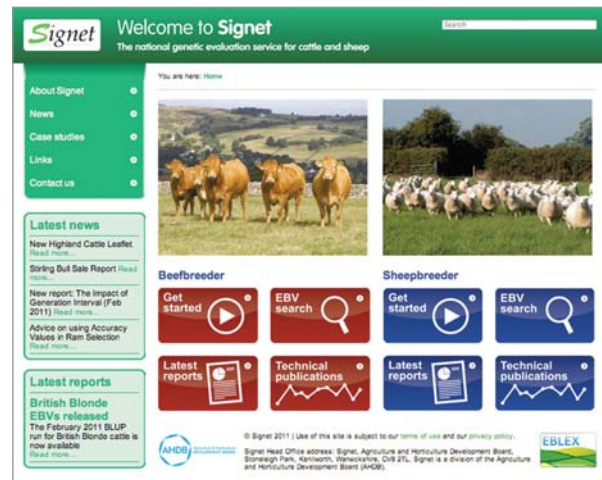 Signet
Welcome to Signet
The national genetic evaluation service for cattle and sheep
Search
You are here: Home
About Signet
News
Case studies
Links
Contact us
Latest news
New Highland Cattle Leaflet
Read more...
Stirling Bull Sale Report Read
more...
New report: The Impact of
Generation Interval (Feb
2011) Read more...
Advice on using Accuracy
Values in Ram Selection
Read more...
Latest reports
British Blonde
EBVs released
The February 2011 BLUP
run for British Blonde cattle is
now available
Read more...
Beefbreeder
Get
started
EBV
search
Latest
reports
Technical
publications
Sheepbreeder
Get
started
EBV
search
Latest
reports
Technical
publications
AHDB
© Signet 2011 | Use of this site is subject to our terms of use and our privacy policy.
Signet Head Office address: Signet, Agriculture and Horticulture Development Board,
Stoneleigh Park, Kenilworth, Warwickshire, CV8 2TL. Signet is a division of the Agriculture
and Horticulture Development Board (AHDB).
EBLEX